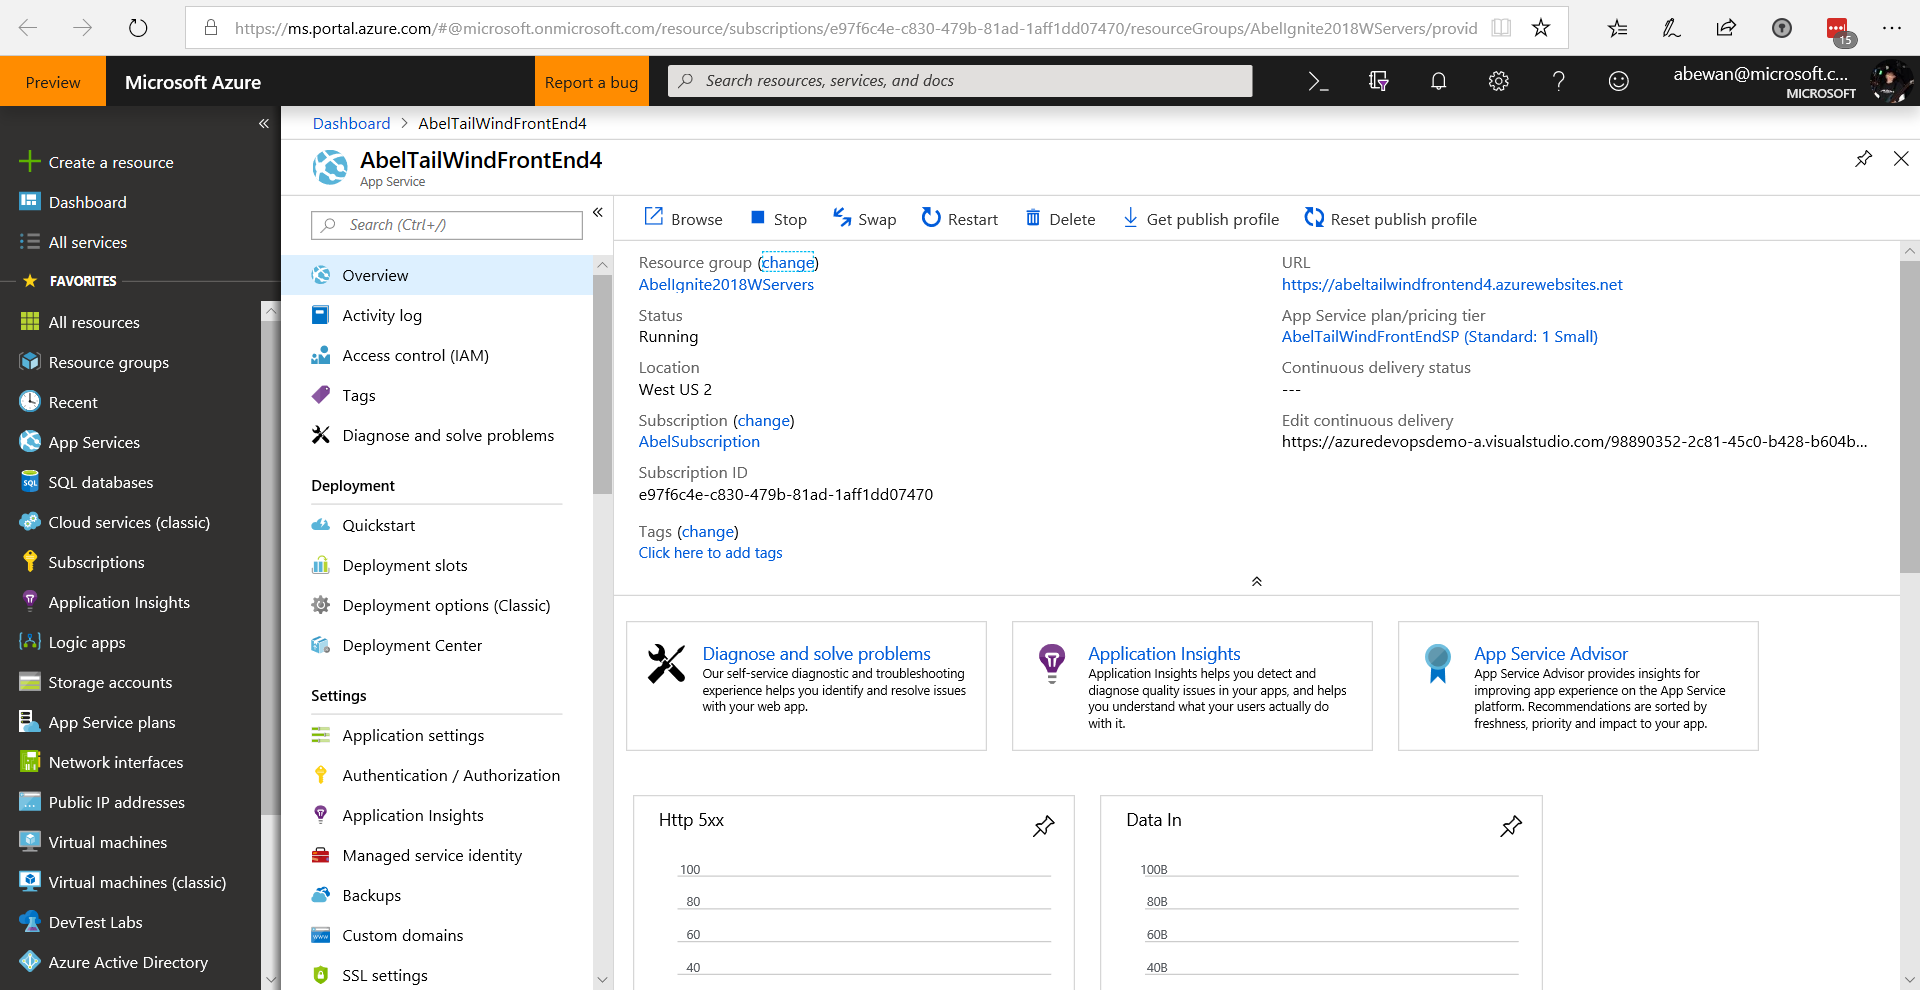 https://ms.portal.azure.com/#@microsoft.onmicrosoft.com/resource/subscriptions/e97f6c4e-c830-479b-81ad-1aff1dd07470/resourceGroups/AbelIgnite2018WServers/provid
15
Preview
Microsoft Azure
Report a bug
Search resources, services, and docs
abewan@microsoft.c...
MICROSOFT
Create a resource
Dashboard
All services
FAVORITES
All resources
Resource groups
Recent
App Services
SQL databases
Cloud services (classic)
Subscriptions
Application Insights
Logic apps
Storage accounts
App Service plans
Network interfaces
Public IP addresses
Virtual machines
Virtual machines (classic)
DevTest Labs
Azure Active Directory
Dashboard > AbelTailWindFrontEnd4
AbelTailWindFrontEnd4
App Service
Search (Ctrl+/)
Overview
Activity log
Access control (IAM)
Tags
Diagnose and solve problems
Deployment
Quickstart
Deployment slots
Deployment options (Classic)
Deployment Center
Settings
Application settings
Authentication / Authorization
Application Insights
Managed service identity
Backups
Custom domains
SSL settings
Browse Stop Swap Restart Delete Get publish profile Reset publish profile
Resource group (change)
AbelIgnite2018WServers
Status
Running
Location
West US 2
Subscription (change)
AbelSubscription
Subscription ID
e97f6c4e-c830-479b-81ad-1aff1dd07470
Tags (change)
Click here to add tags
URL
https://abeltailwindfrontend4.azurewebsites.net
App Service plan/pricing tier
AbelTailWindFrontEndSP (Standard: 1 Small)
Continuous delivery status
---
Edit continuous delivery
https://azuredevopsdemo-a.visualstudio.com/98890352-2c81-45c0-b428-b604b...
Diagnose and solve problems
Our self-service diagnostic and troubleshooting
experience helps you identify and resolve issues
with your web app.
Application Insights
Application Insights helps you detect and
diagnose quality issues in your apps, and helps
you understand what your users actually do
with it.
App Service Advisor
App Service Advisor provides insights for
improving app experience on the App Service
platform. Recommendations are sorted by
freshness, priority and impact to your app.
Http 5xx
100
80
60
40
Data In
100B
80B
60B
40B